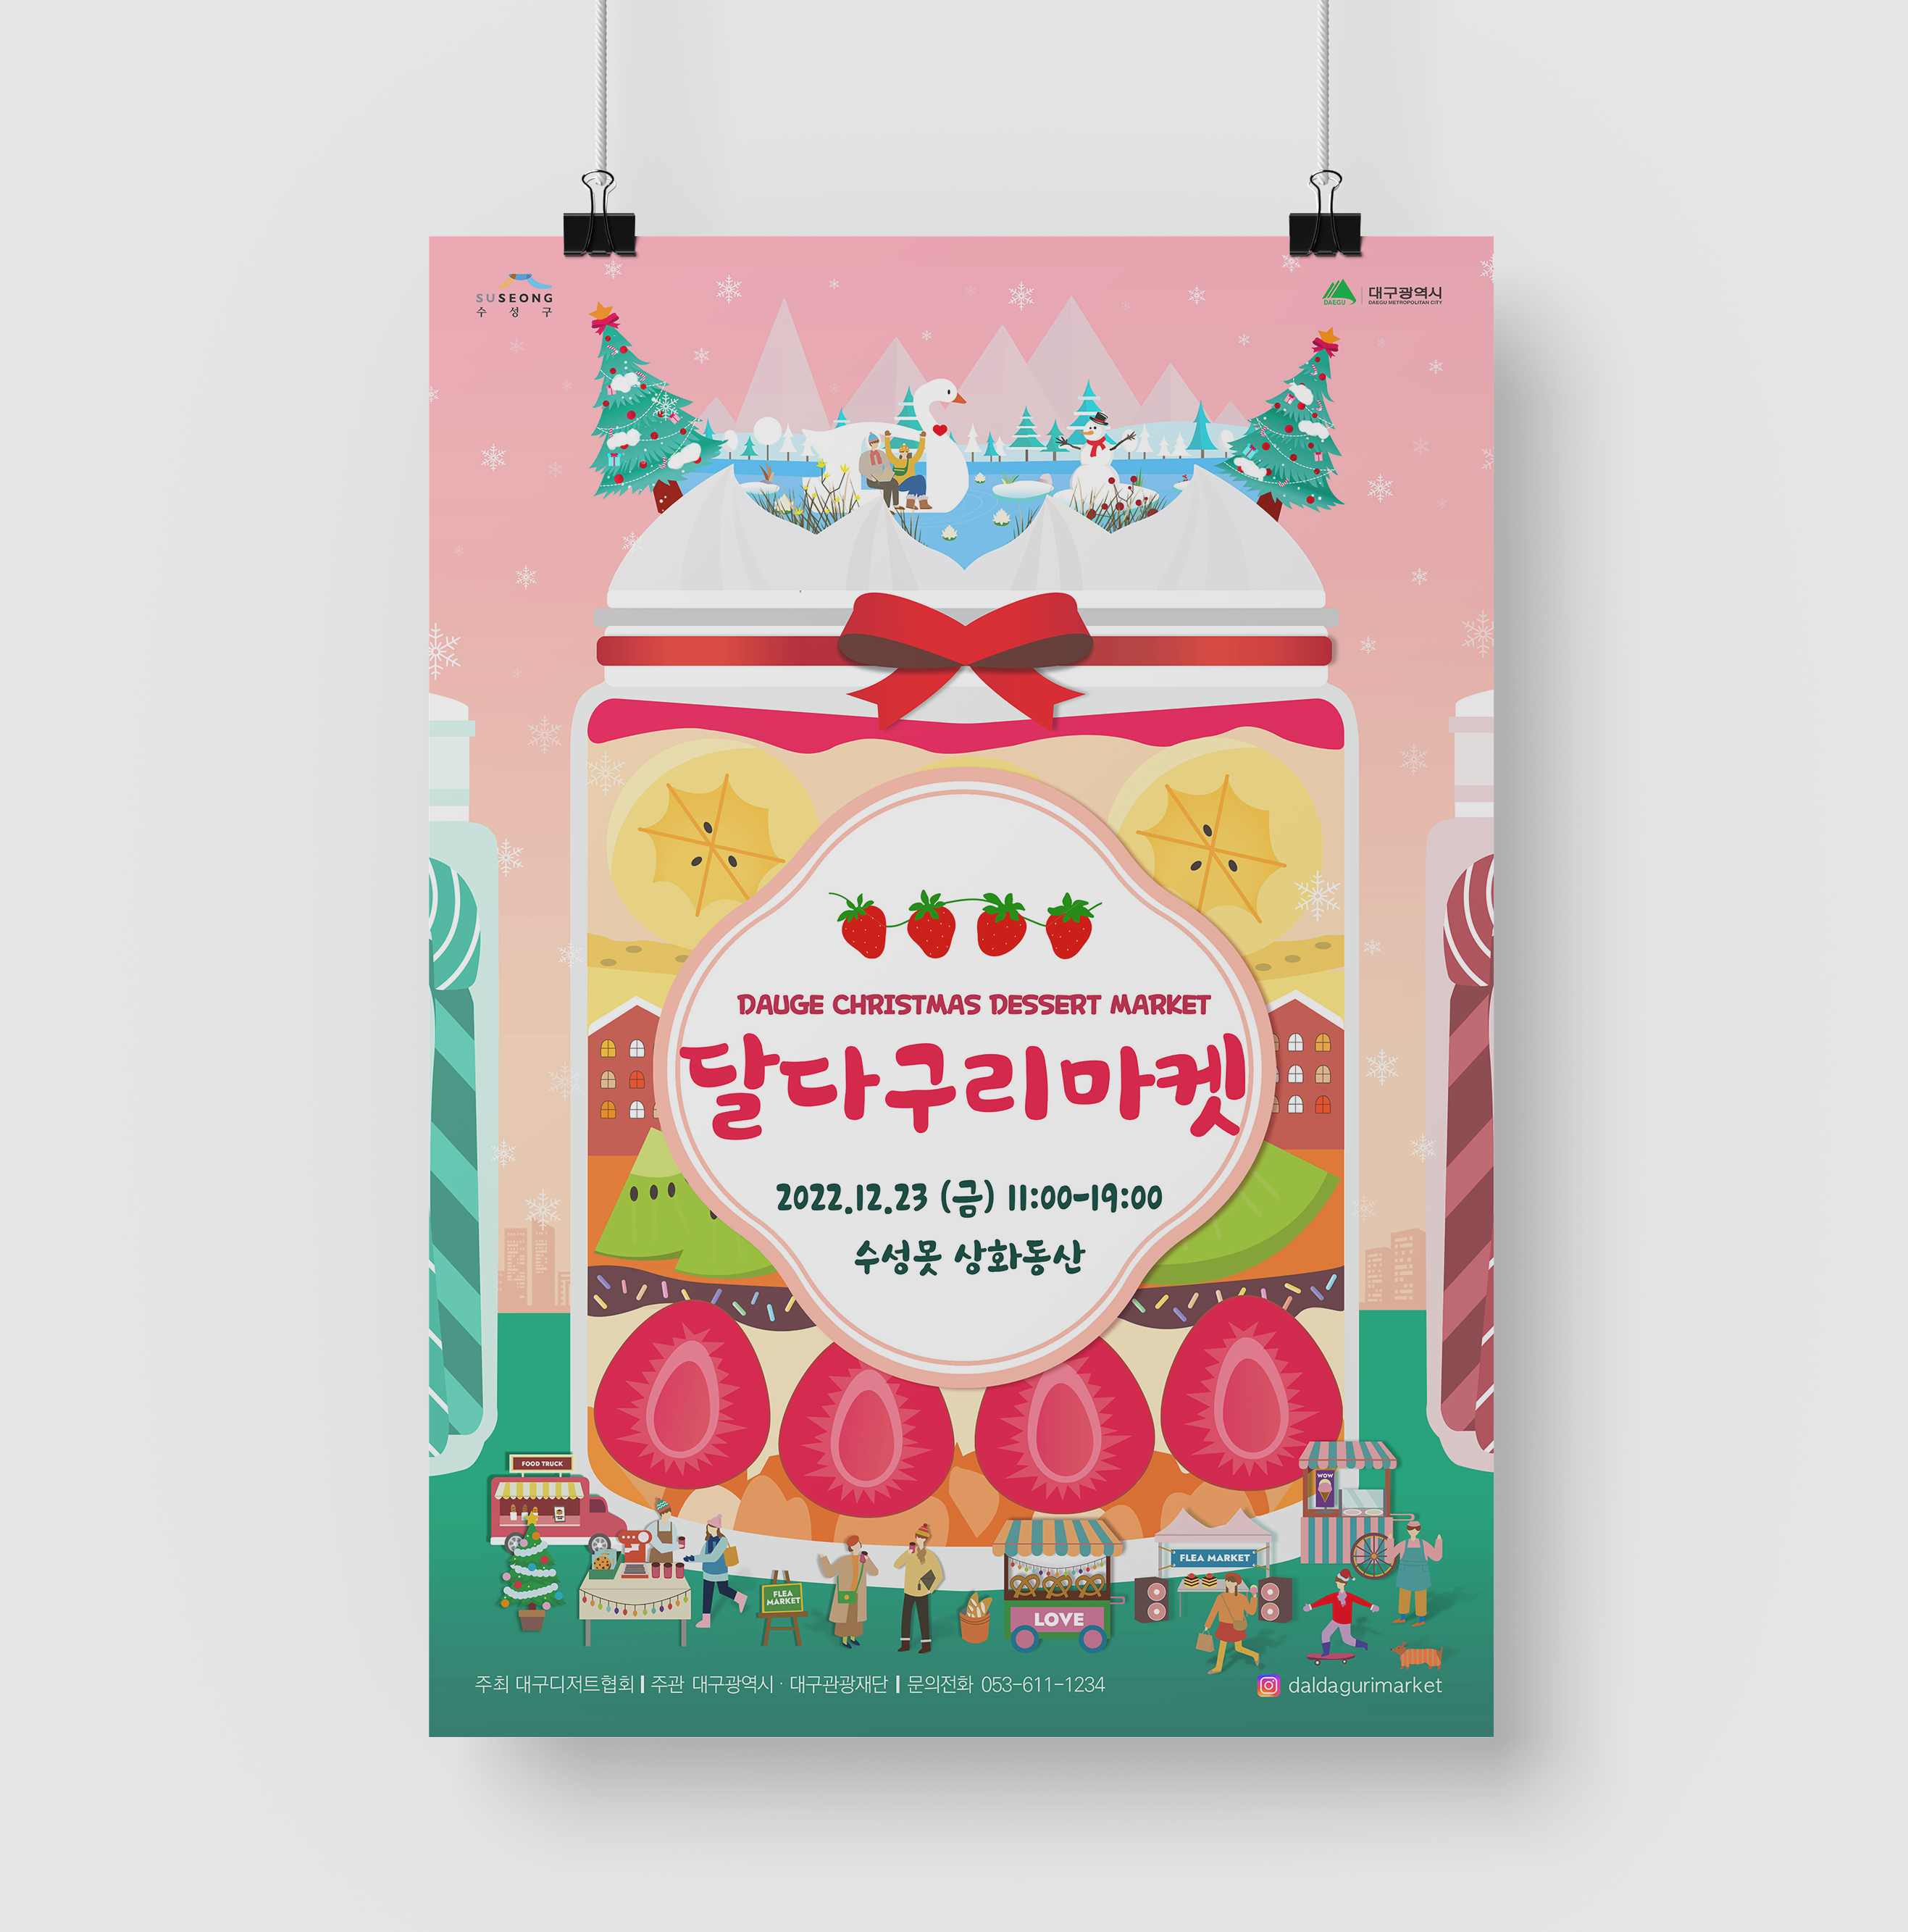 SUSEONG
수 성 구
DAEGU
대구광역시
DAEGU METROPOLITAN CITY
DAUGE CHRISTMAS DESSERT MARKET
달다구리마켓
2022.12.23 (금) 11:00-19:00
수성못 상화동산
FOOD TRUCK
WOW
FLEA MARKET
FLEA
MARKET
LOVE
주최 대구디저트협회 | 주관 대구광역시 · 대구관광재단 | 문의전화 053-611-1234
daldagurimarket